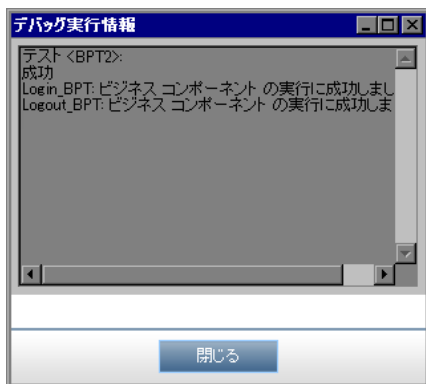 デバッグ実行情報
テスト <BPT2>:
成功
Login_BPT: ビジネス コンポーネント の実行に成功しまし
Logout_BPT: ビジネス コンポーネント の実行に成功しま
閉じる